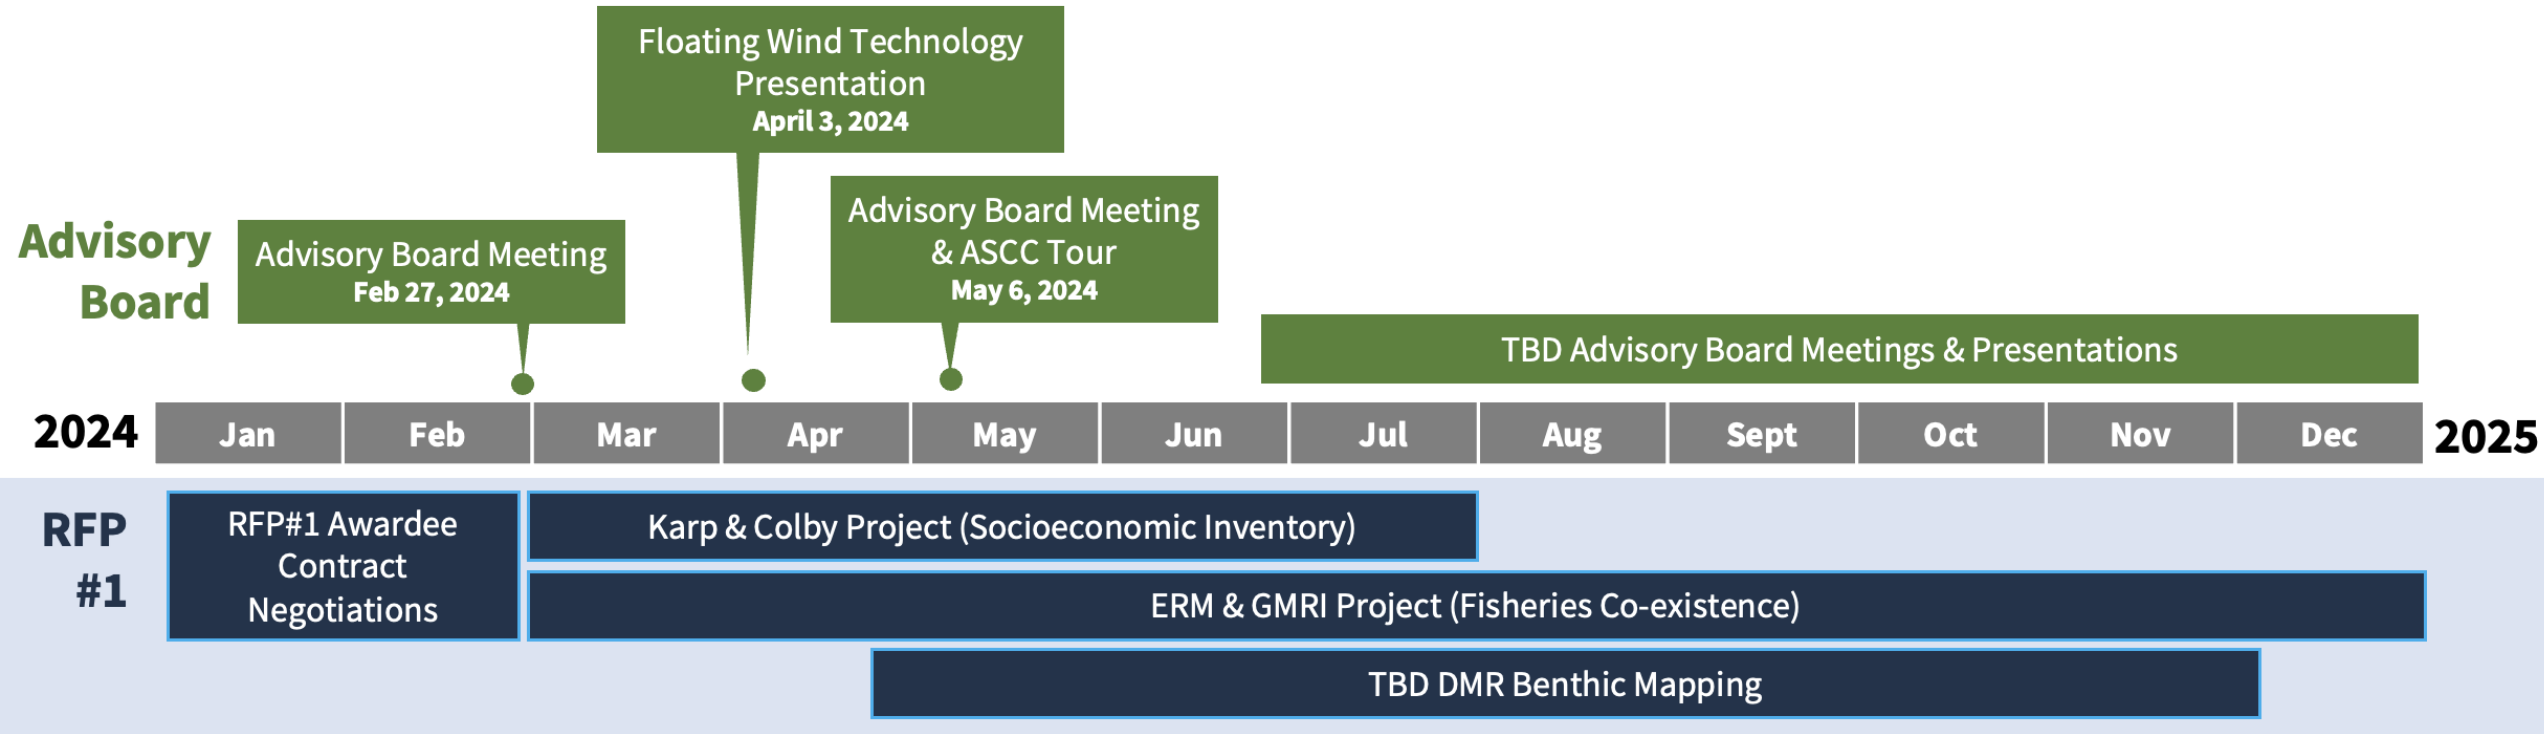 Floating Wind Technology
Presentation
April 3, 2024
Advisory Board Meeting
& ASCC Tour
May 6, 2024
Advisory
Board
Advisory Board Meeting
Feb 27, 2024
TBD Advisory Board Meetings & Presentations
2024 Jan Feb Mar Apr May Jun Jul Aug Sept Oct Nov Dec 2025
RFP
#1
RFP#1 Awardee
Contract
Negotiations
Karp & Colby Project (Socioeconomic Inventory)
ERM & GMRI Project (Fisheries Co-existence)
TBD DMR Benthic Mapping